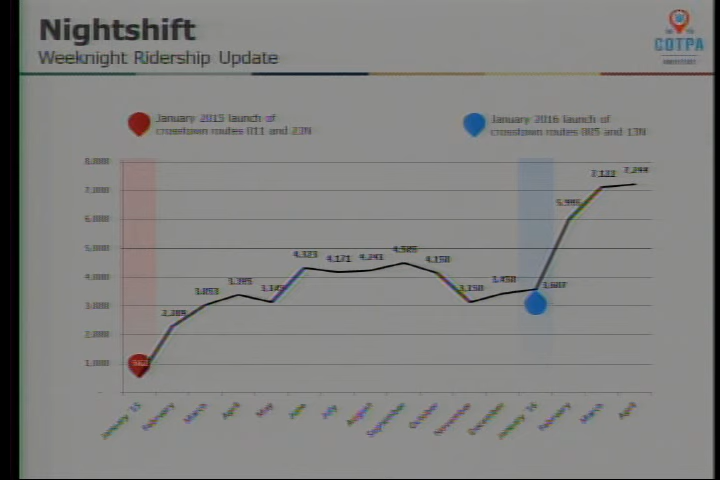 Nightshift
Weeknight Ridership Update
COTPA
January 2015 launch of
crosstown routes 011 and 23N
January 2016 launch of
crosstown routes 005 and 13N
8,000
7,000
6,000
5,000
4,000
3,000
2,000
1,000
3,053
3,395
4,323
4,171
4,241
4,505
4,150
3,150
3,450
3,607
5,995
7,122
7,244
January '15
February
March
April
May
June
July
August
September
October
November
December
January '16
February
March
April